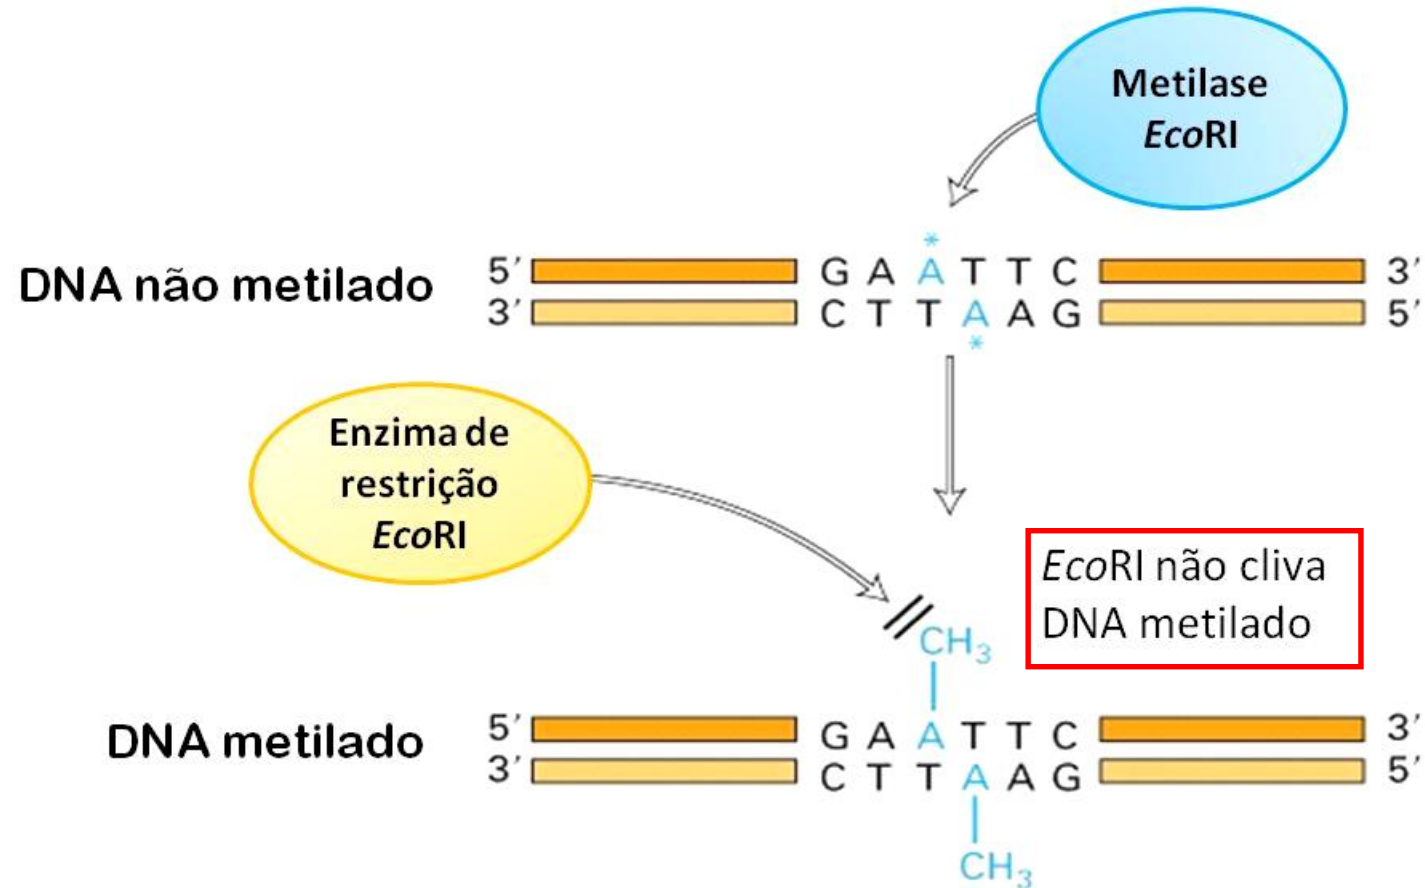 Metilase
EcoRI
*
DNA não metilado
5′ G A A T T C 3′
3′ C T T A A G 5′
*
Enzima de
restrição
EcoRI
EcoRI não cliva
DNA metilado
CH3
DNA metilado
5′ G A A T T C 3′
3′ C T T A A G 5′
CH3